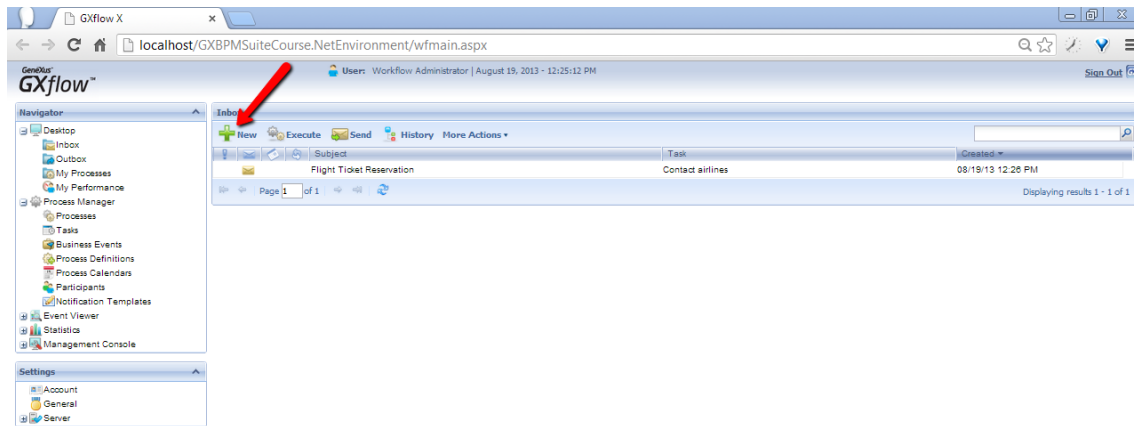 GXflow X
localhost/GXBPMSuiteCourse.NetEnvironment/wfmain.aspx
GeneXus™
GXflow™
User: Workflow Administrator | August 19, 2013 - 12:25:12 PM
Sign Out
Navigator
Desktop
Inbox
Outbox
My Processes
My Performance
Process Manager
Processes
Tasks
Business Events
Process Definitions
Process Calendars
Participants
Notification Templates
Event Viewer
Statistics
Management Console
Settings
Account
General
Server
Inbo
New Execute Send History More Actions
Subject Task Created
Flight Ticket Reservation Contact airlines 08/19/13 12:26 PM
Page 1 of 1 Displaying results 1 - 1 of 1